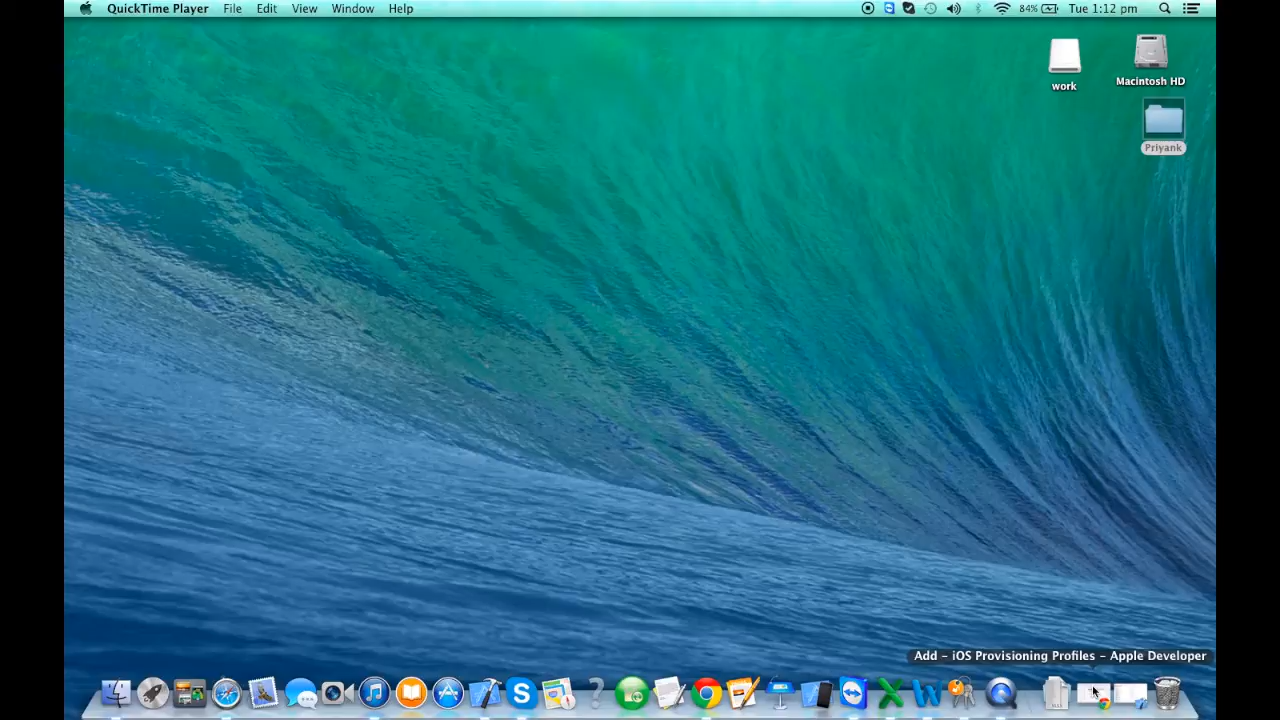 QuickTime Player File Edit View Window Help 84% Tue 1:12 pm
work
Macintosh HD
Priyank
Add - iOS Provisioning Profiles - Apple Developer